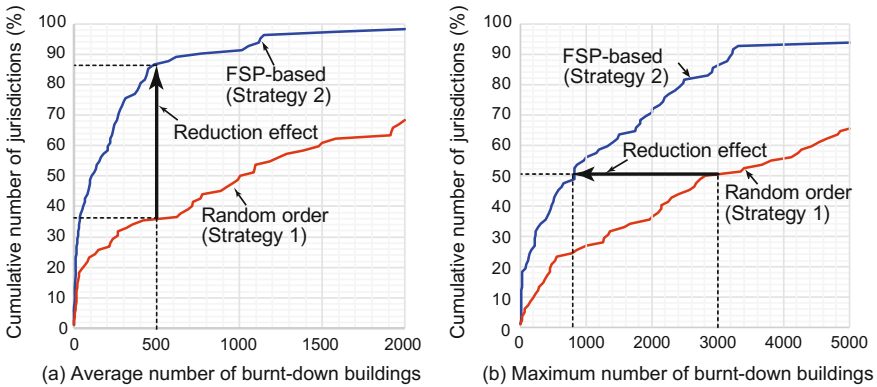 Cumulative number of jurisdictions (%)
100
90
80
70
60
50
40
30
20
10
0
FSP-based
(Strategy 2)
Reduction effect
Random order
(Strategy 1)
0 500 1000 1500 2000
(a) Average number of burnt-down buildings
Cumulative number of jurisdictions (%)
100
90
80
70
60
50
40
30
20
10
0
FSP-based
(Strategy 2)
Reduction effect
Random order
(Strategy 1)
0 1000 2000 3000 4000 5000
(b) Maximum number of burnt-down buildings